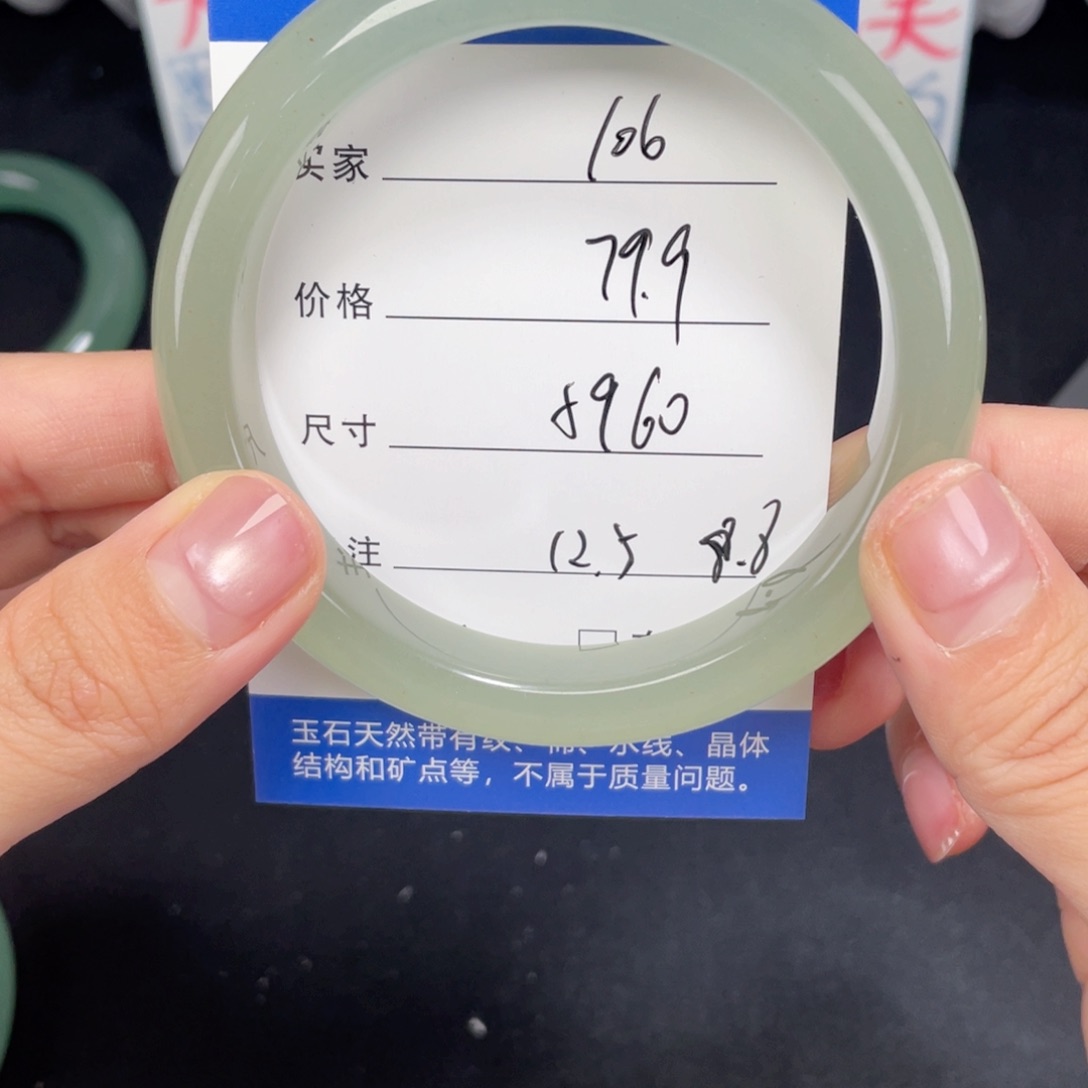 买家 106
价格 79.9
尺寸 8960
注 12.5 8.8
玉石天然带有纹、棉、水线、晶体
结构和矿点等，不属于质量问题。